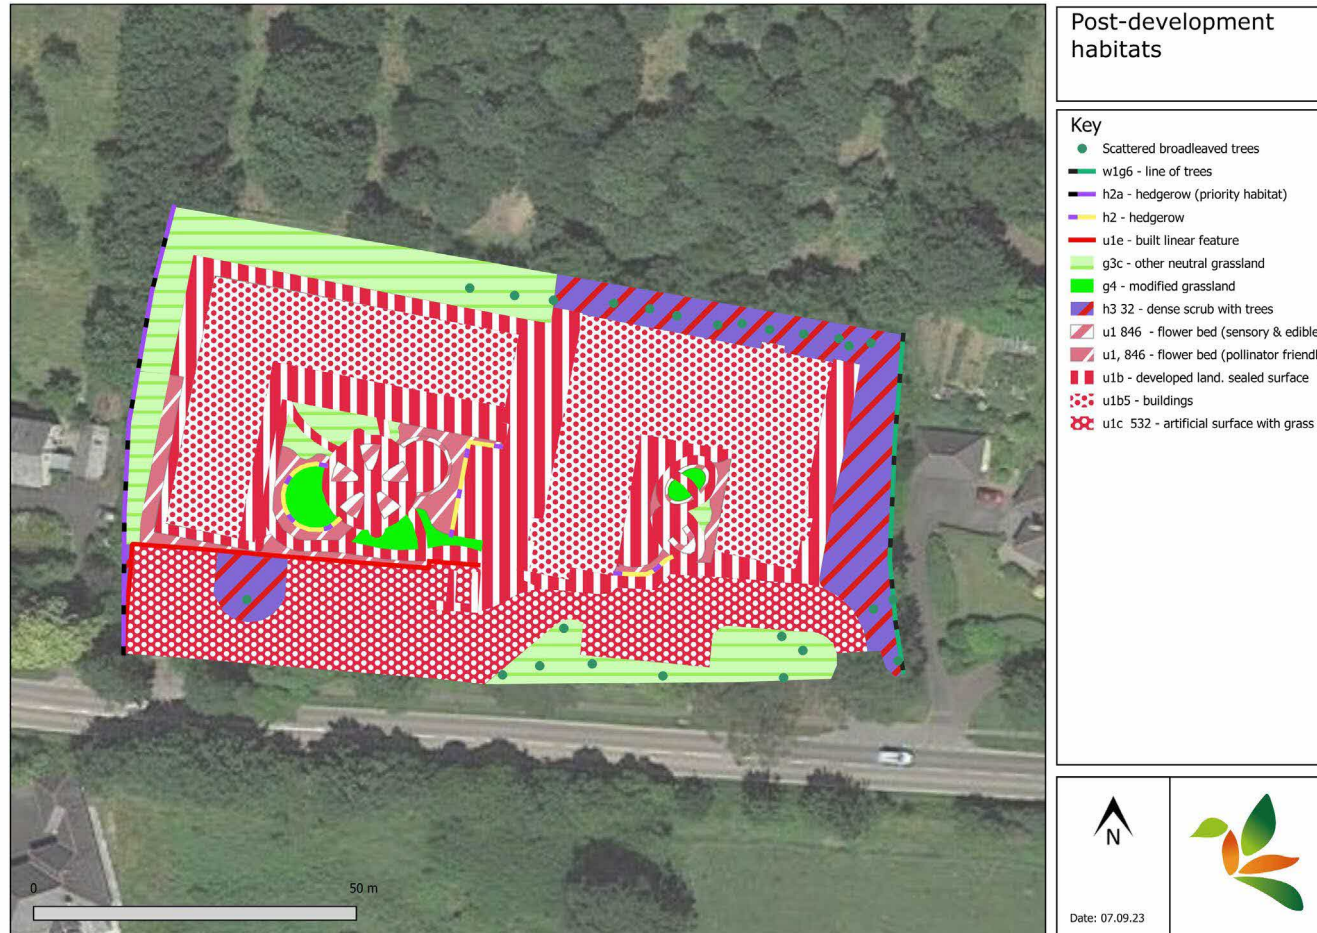 Post-development
habitats
Key
Scattered broadleaved trees
w1g6 - line of trees
h2a - hedgerow (priority habitat)
h2 - hedgerow
u1e - built linear feature
g3c - other neutral grassland
g4 - modified grassland
h3 32 - dense scrub with trees
u1 846 - flower bed (sensory & edible
u1, 846 - flower bed (pollinator friendl
u1b - developed land. sealed surface
u1b5 - buildings
u1c 532 - artificial surface with grass
0 50 m
N
Date: 07.09.23